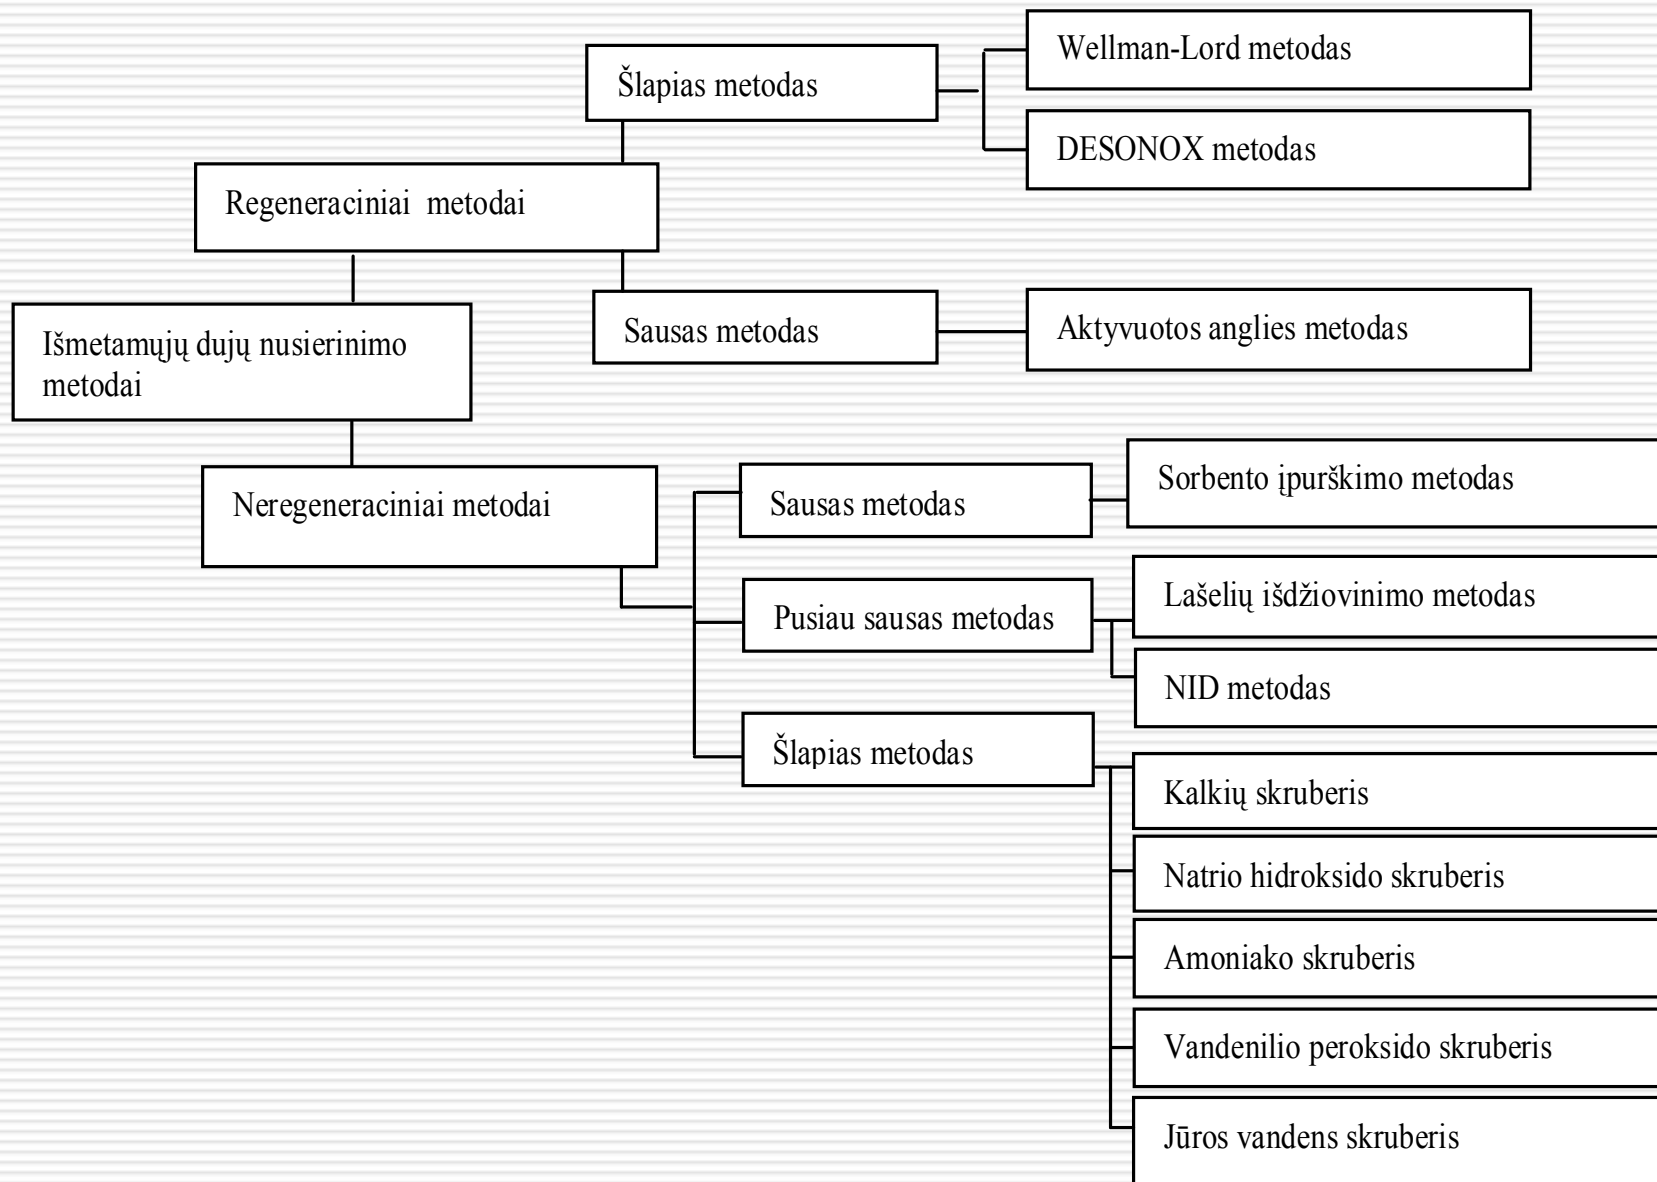 Šlapias metodas
Wellman-Lord metodas
DESONOX metodas
Regeneraciniai metodai
Sausas metodas
Aktyvuotos anglies metodas
Išmetamųjų dujų nusierinimo
metodai
Neregeneraciniai metodai
Sausas metodas
Sorbento įpurškimo metodas
Pusiau sausas metodas
Lašelių išdžiovinimo metodas
NID metodas
Šlapias metodas
Kalkių skruberis
Natrio hidroksido skruberis
Amoniako skruberis
Vandenilio peroksido skruberis
Jūros vandens skruberis